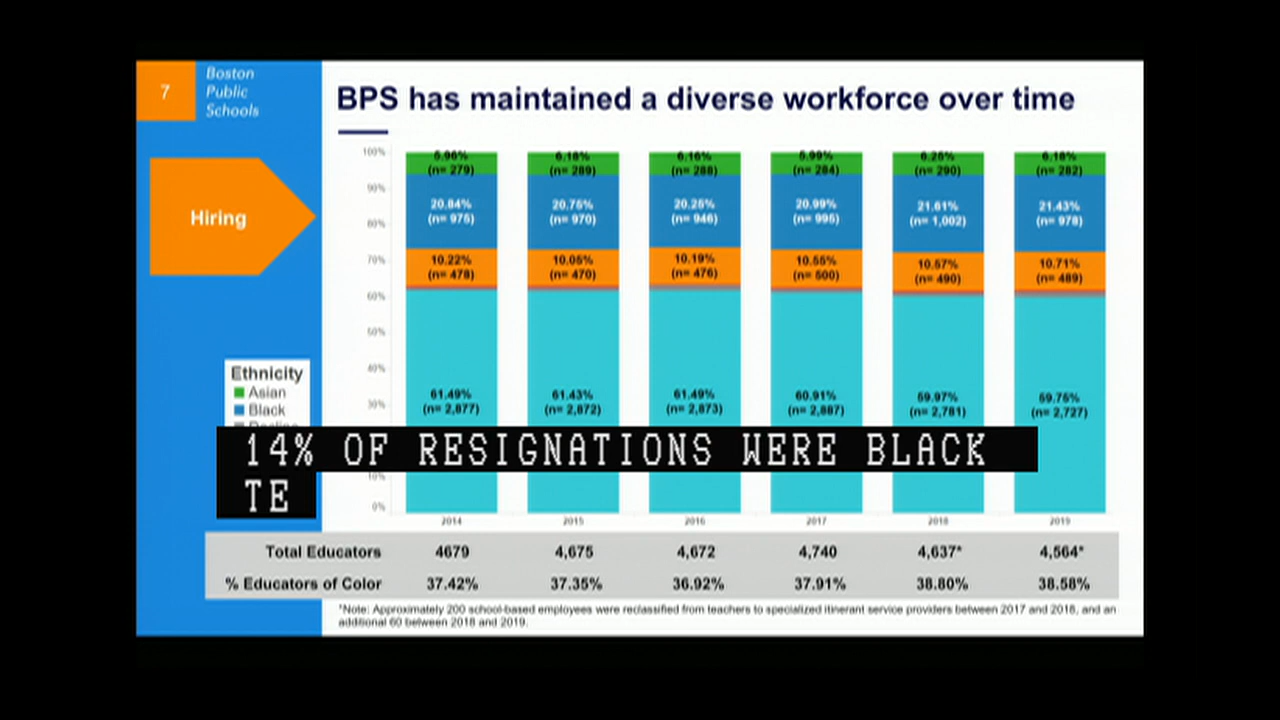 7
Boston
Public
Schools
BPS has maintained a diverse workforce over time
Hiring
100%
90%
80%
70%
60%
50%
40%
30%
10%
0%
5.96%
(n= 279)
6.18%
(n= 289)
6.16%
(n= 288)
5.99%
(n= 284)
6.25%
(n= 290)
6.18%
(n= 282)
20.84%
(n= 975)
20.75%
(n= 970)
20.25%
(n= 946)
20.99%
(n= 995)
21.61%
(n= 1,002)
21.43%
(n= 978)
10.22%
(n= 478)
10.05%
(n= 470)
10.19%
(n= 476)
10.55%
(n= 500)
10.57%
(n= 490)
10.71%
(n= 489)
61.49%
(n= 2,877)
61.43%
(n= 2,872)
61.49%
(n= 2,873)
60.91%
(n= 2,887)
59.97%
(n= 2,781)
59.75%
(n= 2,727)
Ethnicity
Asian
Black
14% OF RESIGNATIONS WERE BLACK
TE
2014 2015 2016 2017 2018 2019
Total Educators 4679 4,675 4,672 4,740 4,637* 4,564*
% Educators of Color 37.42% 37.35% 36.92% 37.91% 38.80% 38.58%
*Note: Approximately 200 school-based employees were reclassified from teachers to specialized itinerant service providers between 2017 and 2018, and an
additional 60 between 2018 and 2019.